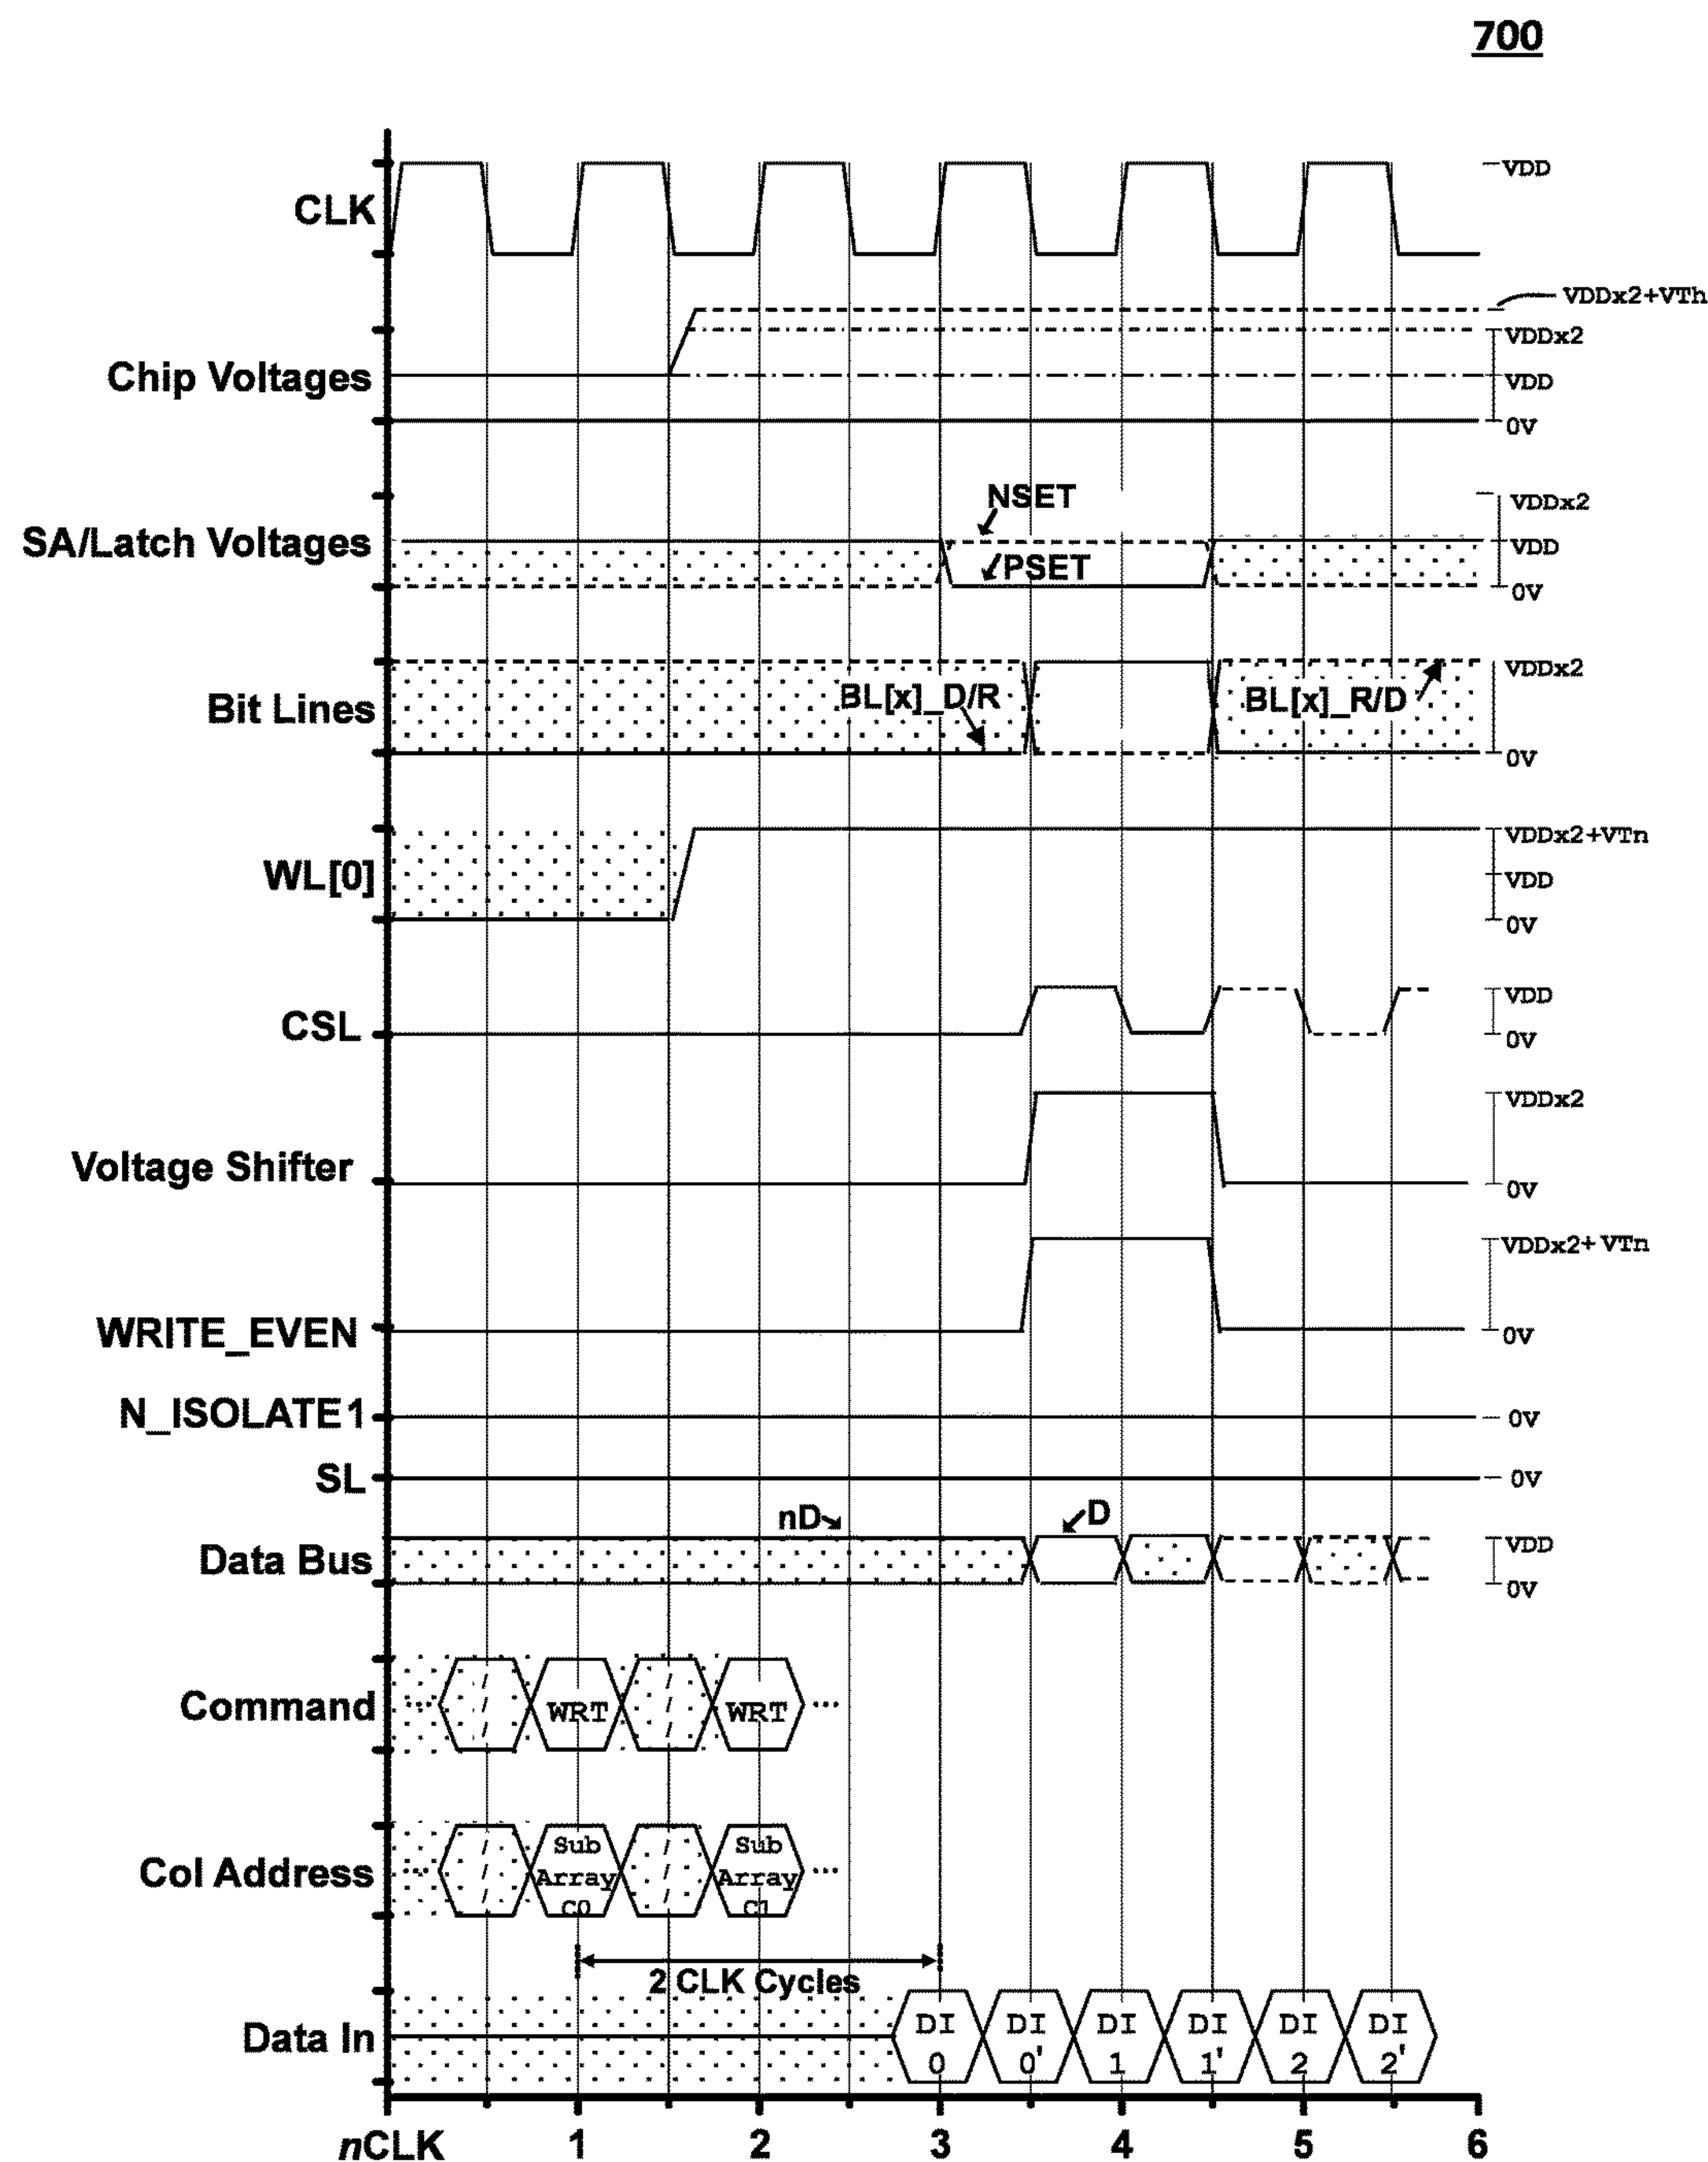 700
CLK
VDD
VDDx2+VTh
Chip Voltages
VDDx2
VDD
0V
NSET
SA/Latch Voltages
PSET
VDDx2
VDD
0V
Bit Lines
BL[x]_D/R
BL[x]_R/D
VDDx2
0V
WL[0]
VDDx2+VTn
VDD
0V
CSL
VDD
0V
Voltage Shifter
VDDx2
0V
WRITE_EVEN
VDDx2+VTn
0V
N_ISOLATE1
0V
SL
0V
nD
D
Data Bus
VDD
0V
Command
... WRT WRT ...
Col Address
... Sub Array C0 Sub Array C1 ...
2 CLK Cycles
Data In
DI 0 DI 0' DI 1 DI 1' DI 2 DI 2'
nCLK 1 2 3 4 5 6